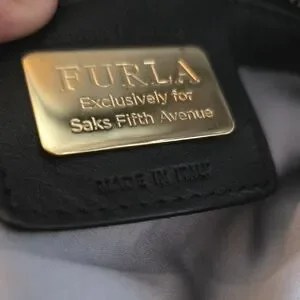 FURLA
Exclusively for
Saks Fifth Avenue
MADE IN ITALY